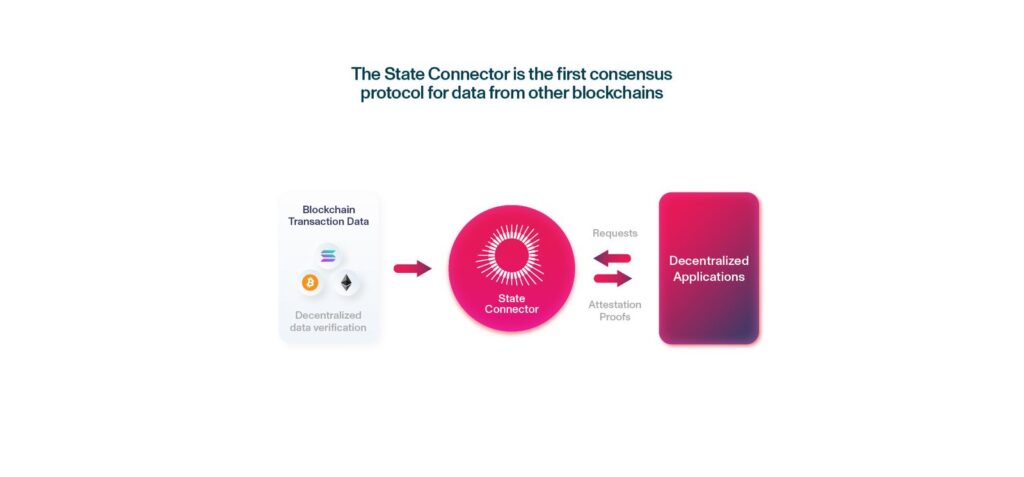 The State Connector is the first consensus
protocol for data from other blockchains
Blockchain
Transaction Data
Decentralized
data verification
State
Connector
Requests
Attestation
Proofs
Decentralized
Applications